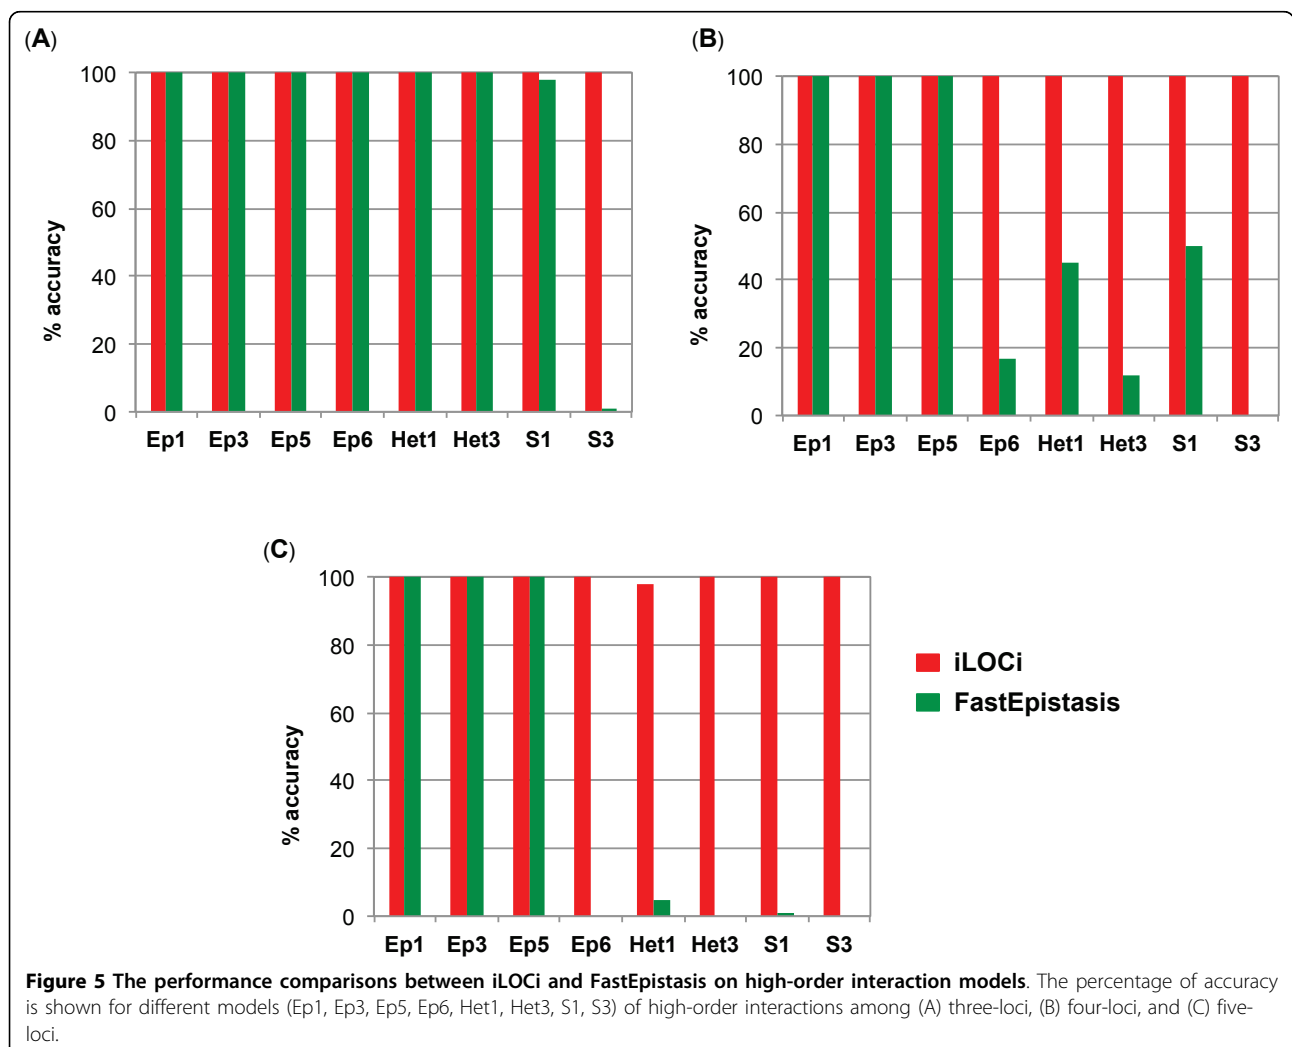 (A)
100
80
60
40
20
0
% accuracy
Ep1 Ep3 Ep5 Ep6 Het1 Het3 S1 S3
(B)
100
80
60
40
20
0
% accuracy
Ep1 Ep3 Ep5 Ep6 Het1 Het3 S1 S3
(C)
100
80
60
40
20
0
% accuracy
Ep1 Ep3 Ep5 Ep6 Het1 Het3 S1 S3
iLOCi
FastEpistasis
Figure 5 The performance comparisons between iLOCi and FastEpistasis on high-order interaction models. The percentage of accuracy
is shown for different models (Ep1, Ep3, Ep5, Ep6, Het1, Het3, S1, S3) of high-order interactions among (A) three-loci, (B) four-loci, and (C) five-
loci.